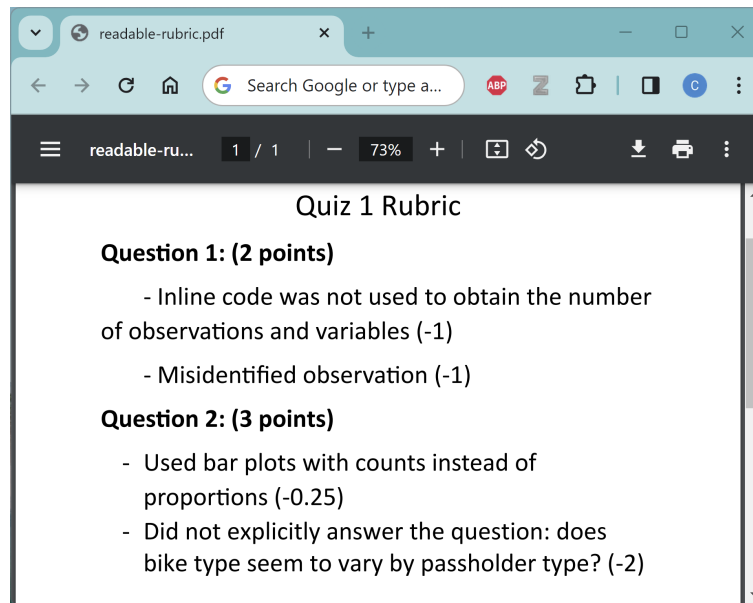 readable-rubric.pdf
Search Google or type a...
ABP
Z
C
readable-ru...
1 / 1
73%
Quiz 1 Rubric
Question 1: (2 points)
- Inline code was not used to obtain the number
of observations and variables (-1)
- Misidentified observation (-1)
Question 2: (3 points)
- Used bar plots with counts instead of
proportions (-0.25)
- Did not explicitly answer the question: does
bike type seem to vary by passholder type? (-2)